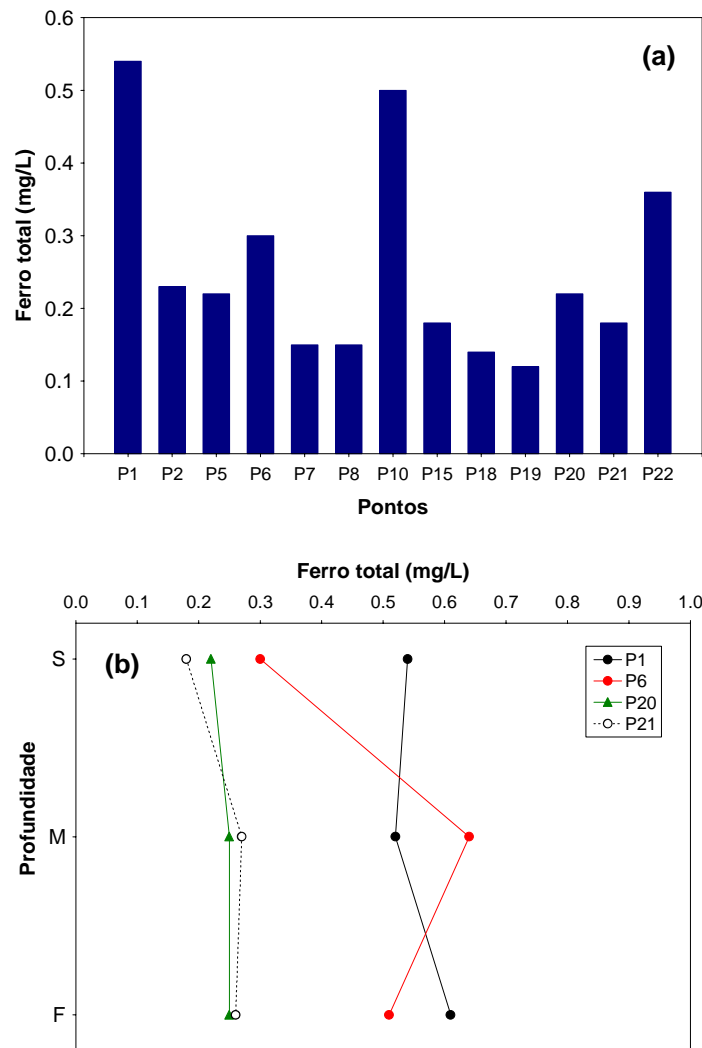 0.6
(a)
0.5
0.4
0.3
0.2
0.1
0.0
Ferro total (mg/L)
P1 P2 P5 P6 P7 P8 P10 P15 P18 P19 P20 P21 P22
Pontos
Ferro total (mg/L)
0.0 0.1 0.2 0.3 0.4 0.5 0.6 0.7 0.8 0.9 1.0
S
(b)
P1
P6
P20
P21
Profundidade
M
F